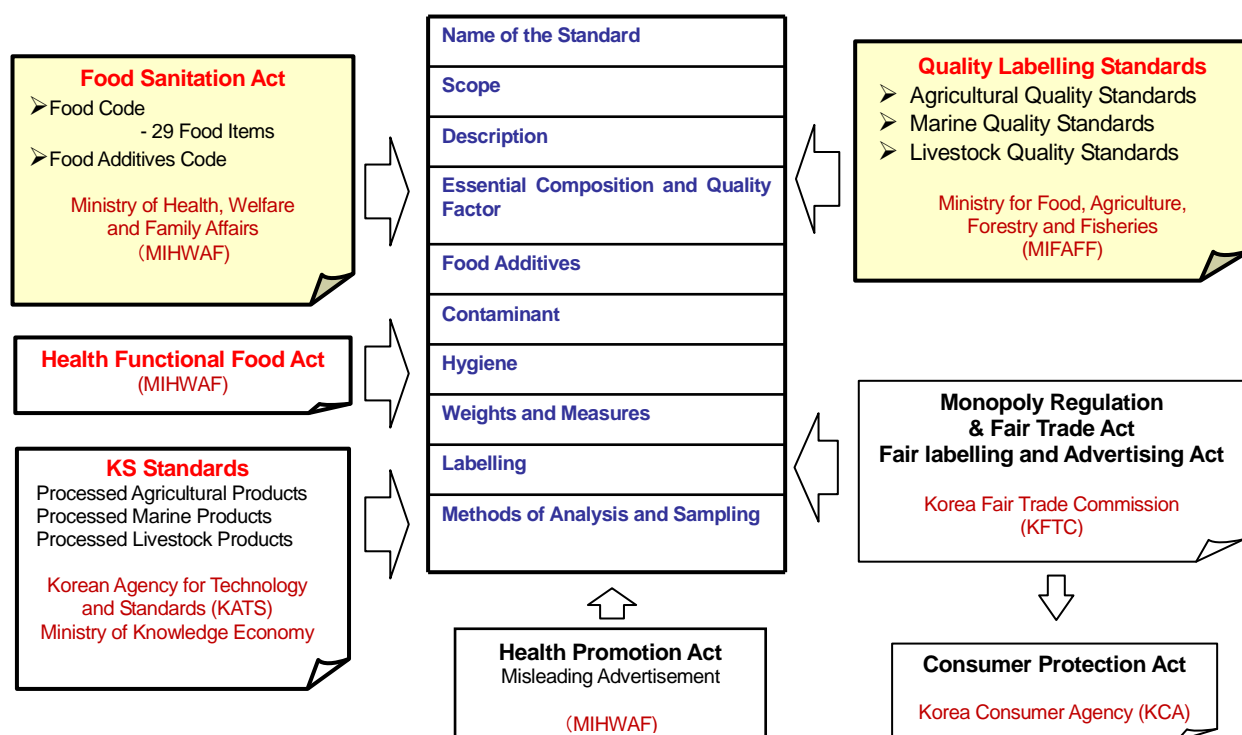 Food Sanitation Act
➢Food Code
- 29 Food Items
➢Food Additives Code
Ministry of Health, Welfare
and Family Affairs
(MIHWAF)
Health Functional Food Act
(MIHWAF)
KS Standards
Processed Agricultural Products
Processed Marine Products
Processed Livestock Products
Korean Agency for Technology
and Standards (KATS)
Ministry of Knowledge Economy
Name of the Standard
Scope
Description
Essential Composition and Quality
Factor
Food Additives
Contaminant
Hygiene
Weights and Measures
Labelling
Methods of Analysis and Sampling
Health Promotion Act
Misleading Advertisement
(MIHWAF)
Quality Labelling Standards
➢ Agricultural Quality Standards
➢ Marine Quality Standards
➢ Livestock Quality Standards
Ministry for Food, Agriculture,
Forestry and Fisheries
(MIFAFF)
Monopoly Regulation
& Fair Trade Act
Fair labelling and Advertising Act
Korea Fair Trade Commission
(KFTC)
Consumer Protection Act
Korea Consumer Agency (KCA)